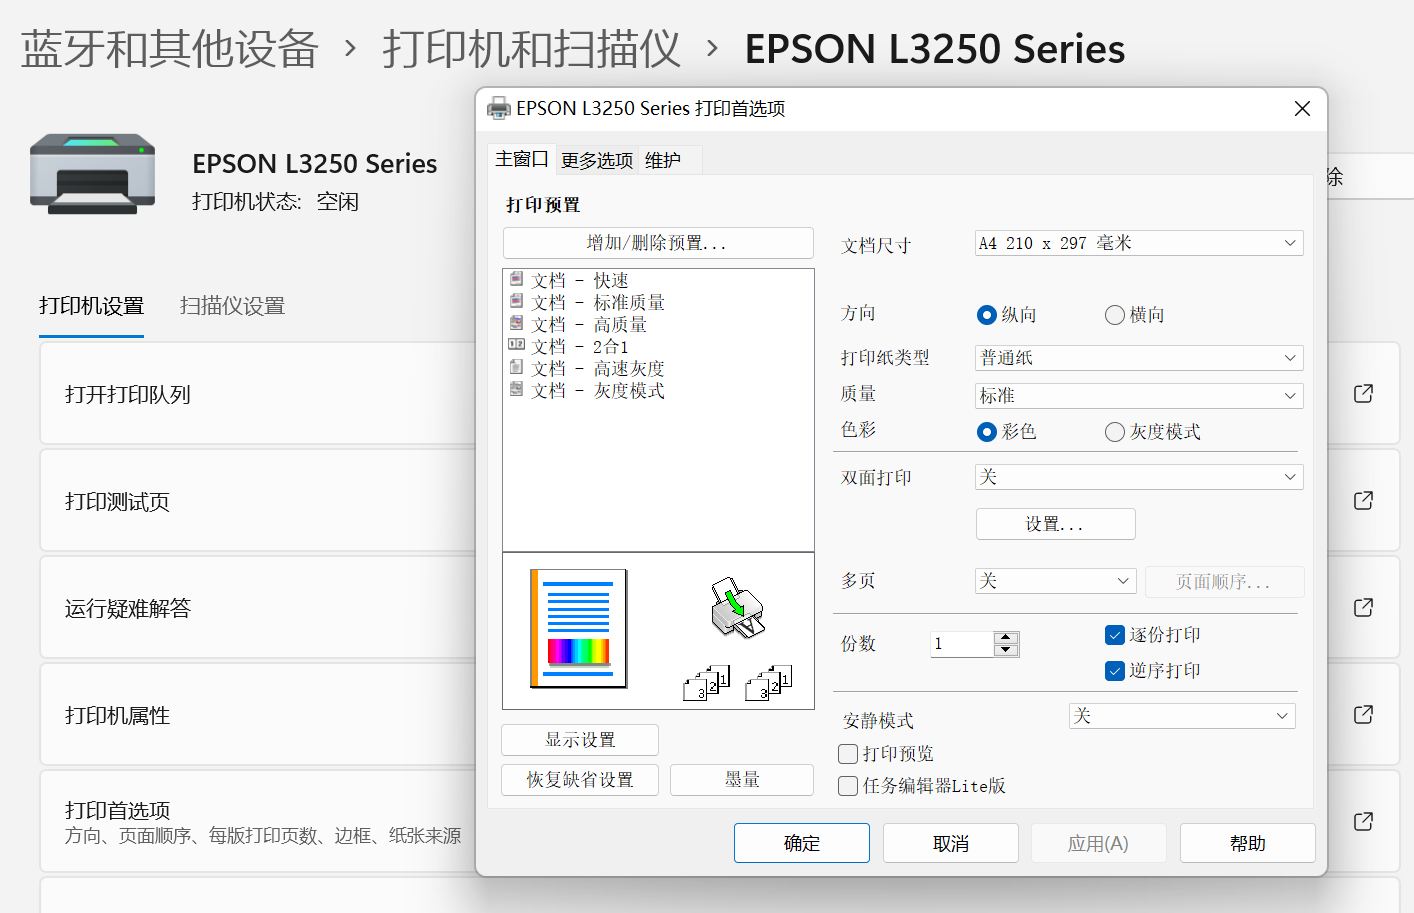 蓝牙和其他设备 › 打印机和扫描仪 › EPSON L3250 Series
EPSON L3250 Series
打印机状态: 空闲
除
打印机设置 扫描仪设置
打开打印队列
打印测试页
运行疑难解答
打印机属性
打印首选项
方向、页面顺序、每版打印页数、边框、纸张来源
EPSON L3250 Series 打印首选项
主窗口 更多选项 维护
打印预置
增加/删除预置...
文档 - 快速
文档 - 标准质量
文档 - 高质量
12 文档 - 2合1
文档 - 高速灰度
文档 - 灰度模式
3 2 1 3 2 1
显示设置
恢复缺省设置 墨量
文档尺寸 A4 210 x 297 毫米
方向 纵向 横向
打印纸类型 普通纸
质量 标准
色彩 彩色 灰度模式
双面打印 关
设置...
多页 关 页面顺序...
份数 1 逐份打印
逆序打印
安静模式 关
打印预览
任务编辑器Lite版
确定 取消 应用(A) 帮助